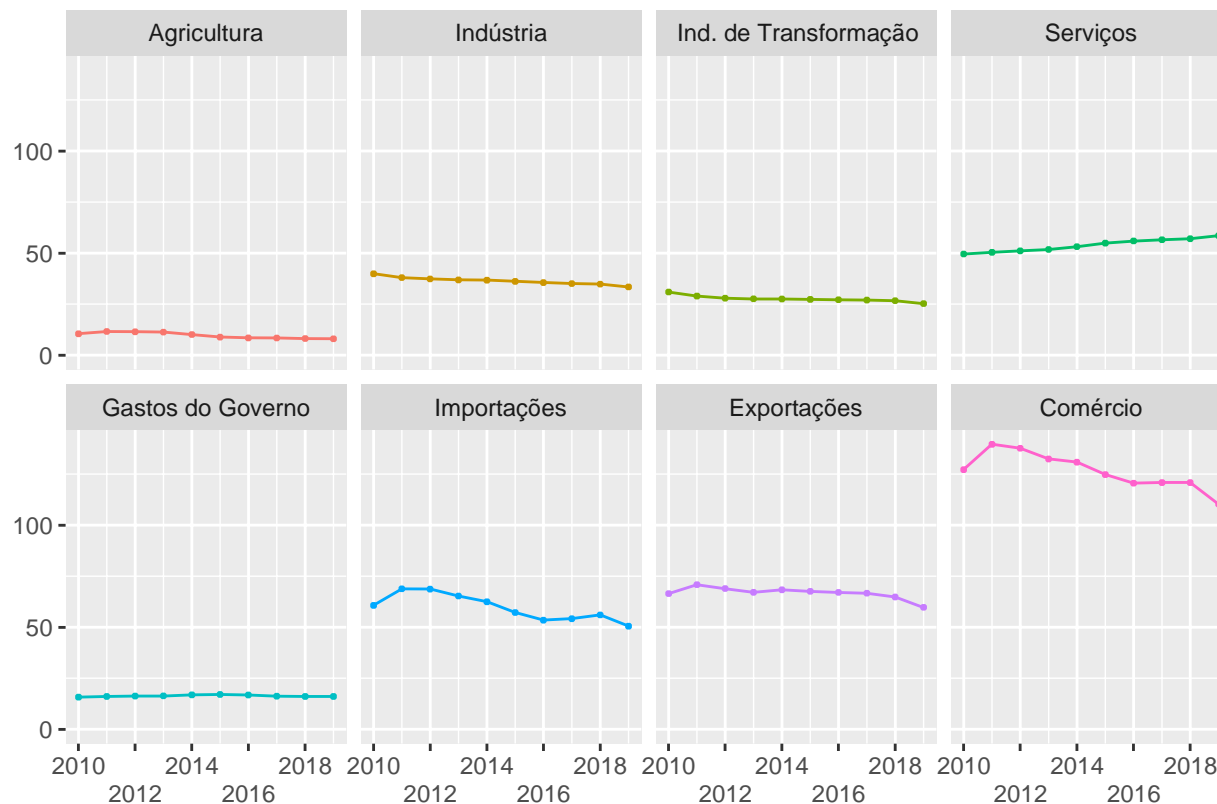 Agricultura Indústria Ind. de Transformação Serviços
100
50
0
Gastos do Governo Importações Exportações Comércio
100
50
0
2010 2014 2018 2010 2014 2018 2010 2014 2018 2010 2014 2018
2012 2016 2012 2016 2012 2016 2012 2016